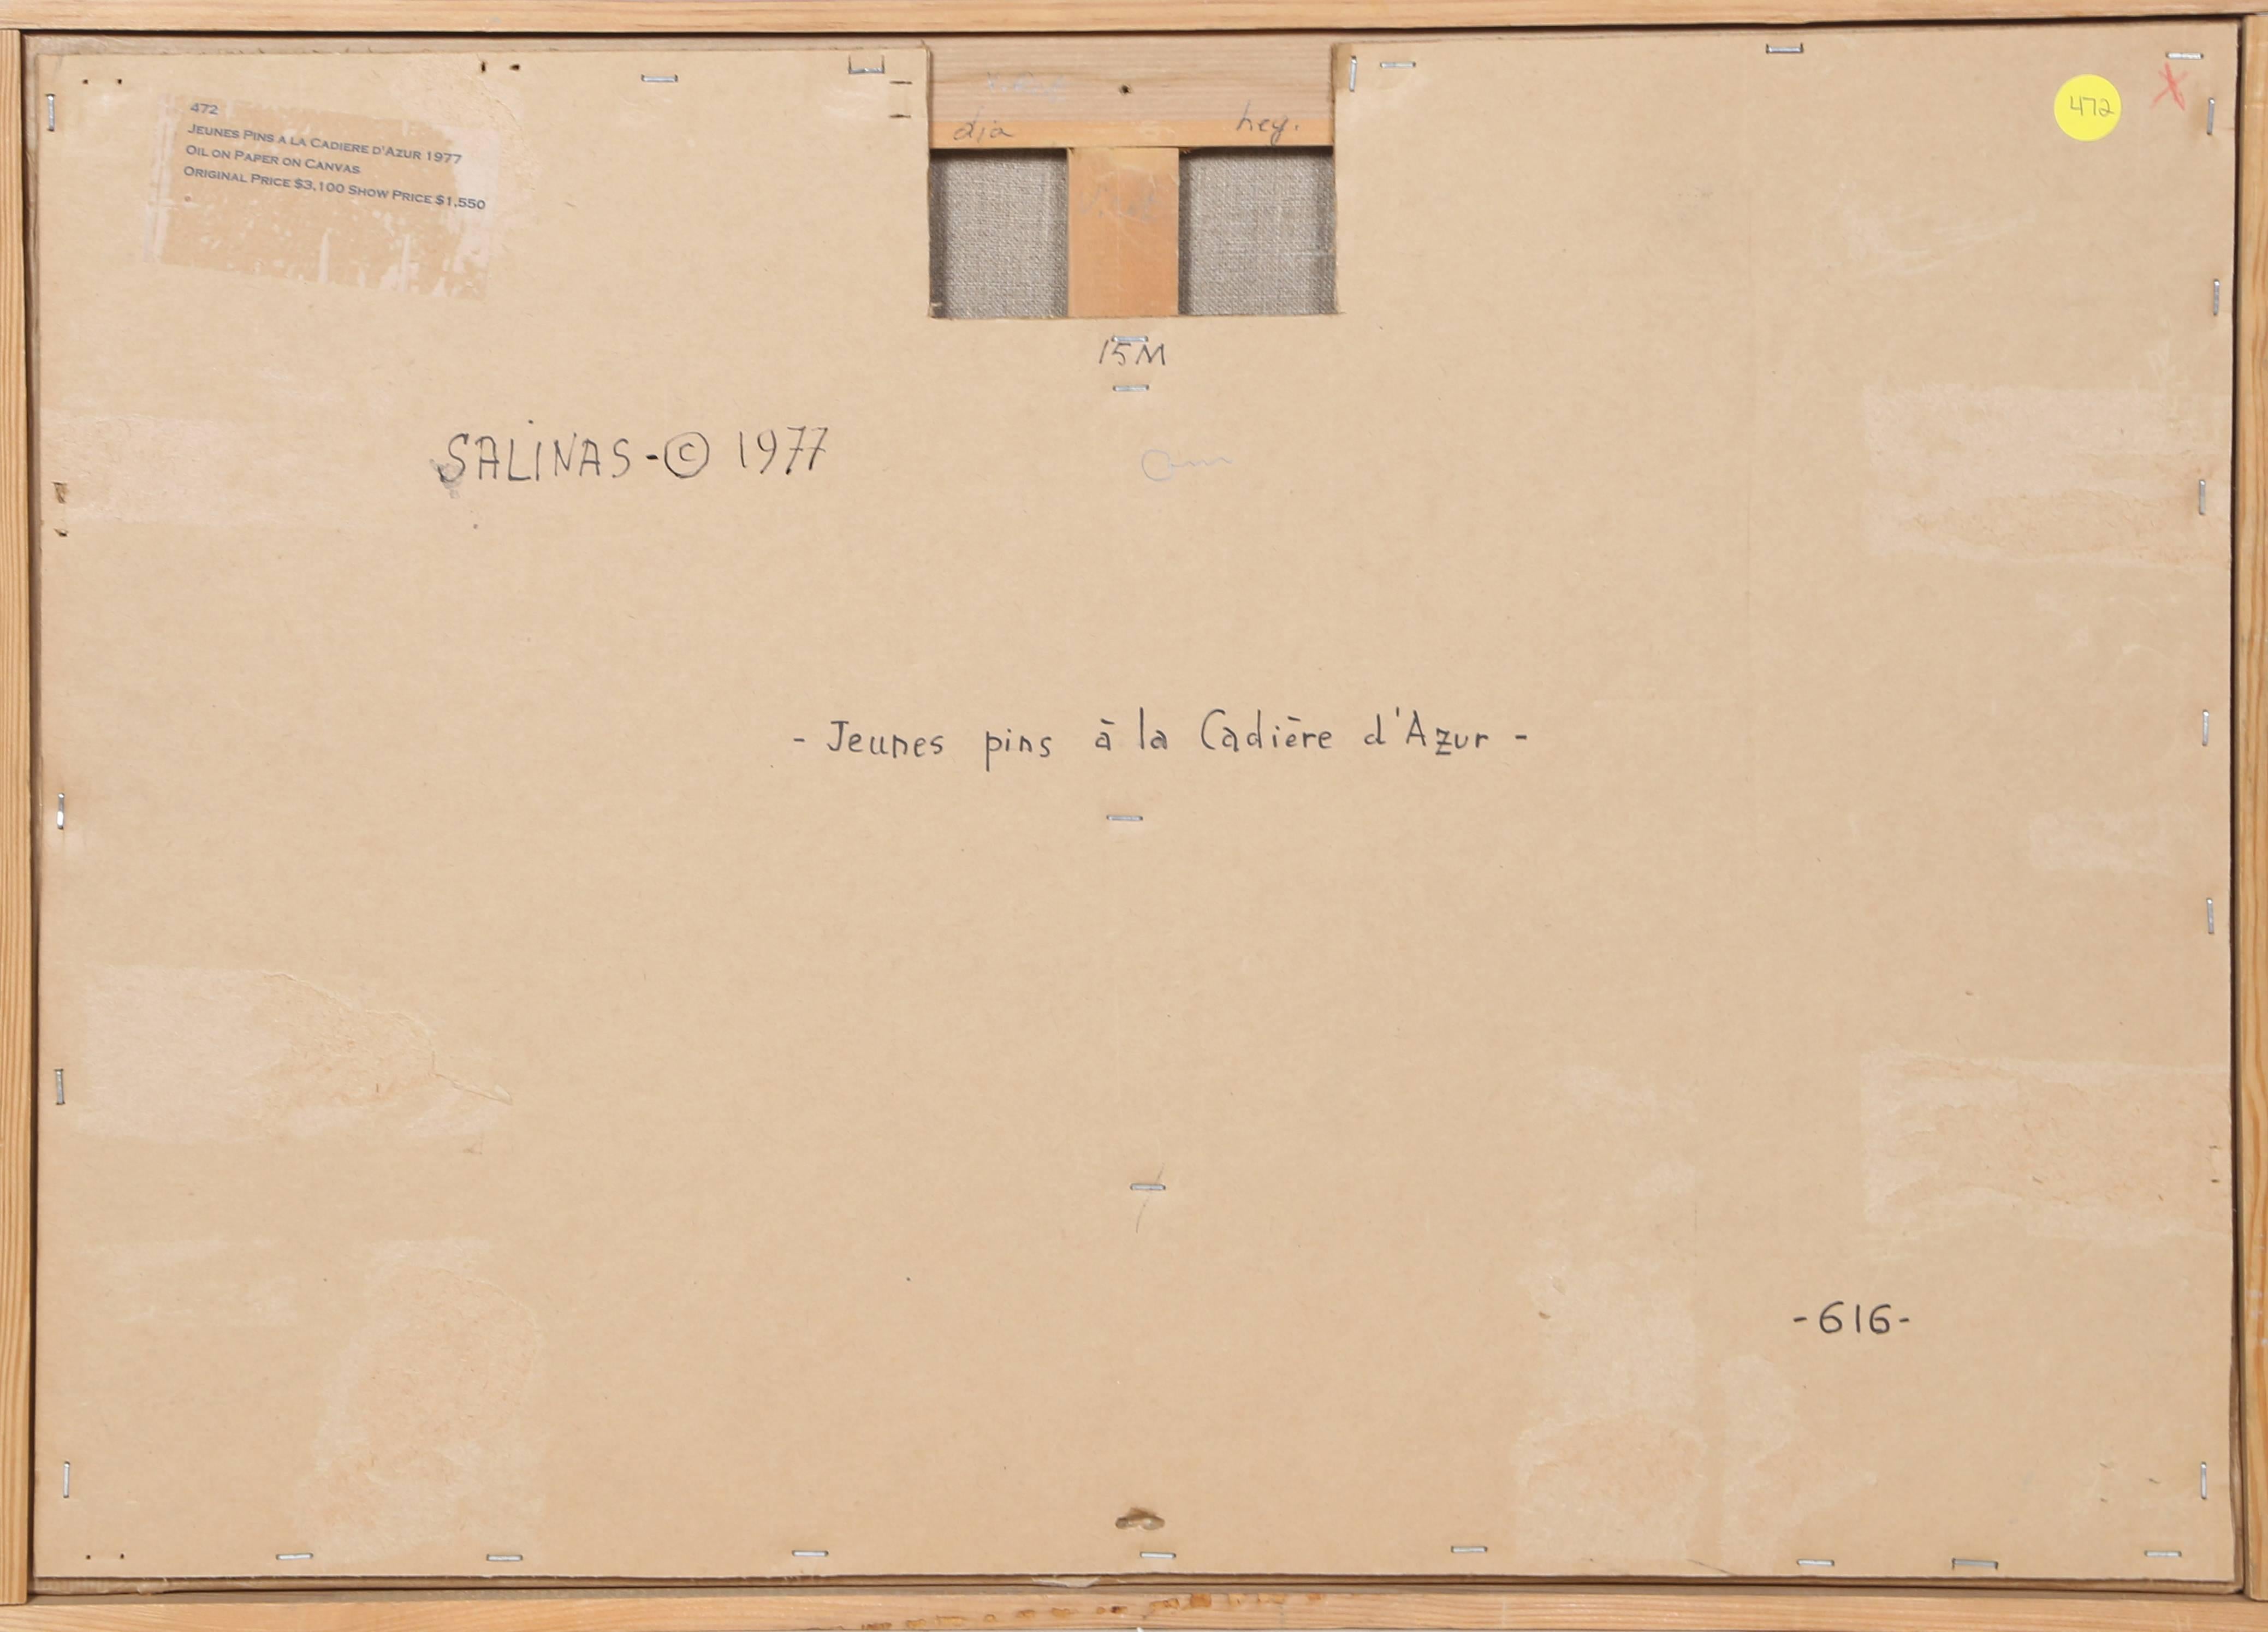 472
JEUNES PINS A LA CADIERE D'AZUR 1977
OIL ON PAPER ON CANVAS
ORIGINAL PRICE $3,100 SHOW PRICE $1,550
dia hey.
472
X
15M
SALINAS - © 1977
- Jeunes pins à la Cadière d'Azur -
-616-